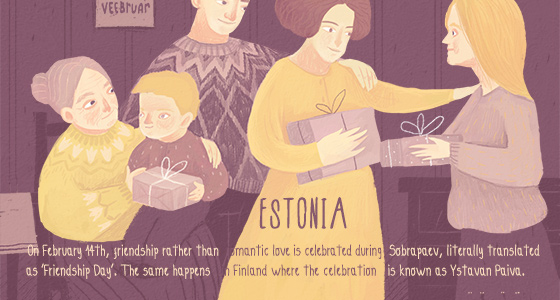 VEEBRUAR
ESTONIA
On February 14th, friendship rather than omantic love is celebrated during Sobrapaev, literally translated
as 'Friendship Day'. The same happens n Finland where the celebration is known as Ystavan Paiva.